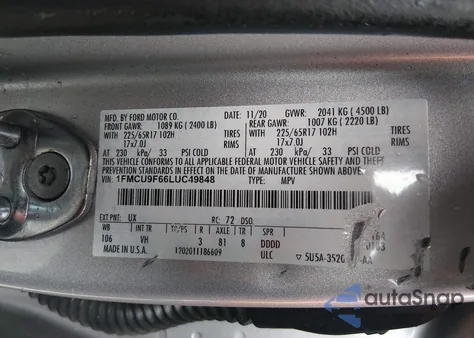 MFD. BY FORD MOTOR CO. 11/20 GVWR: 2041 KG ( 4500 LB)
FRONT GAWR: 1089 KG ( 2400 LB) REAR GAWR: 1007 KG ( 2220 LB)
WITH 225/65R17 102H TIRES WITH 225/65R17 102H TIRES
17x7.0J 17x7.0J
AT 230 kPa/ 33 PSI COLD AT 230 kPa/ 33 PSI COLD
THIS VEHICLE CONFORMS TO ALL APPLICABLE FEDERAL MOTOR VEHICLE SAFETY, BUMPER, AND THEFT
PREVENTION STANDARDS IN EFFECT ON THE DATE OF MANUFACTURE SHOWN ABOVE.
VIN: 1FMCU9F66LUC49848 TYPE: MPV
EXT PNT: UX RC: 72 DSO:
WB INT TR TP/PS R AXLE TR SPR
106 VH 3 81 8 DDDD
MADE IN U.S.A. 1202011186609 ULC ▽ 5U5A-3520
AA
autoSnap